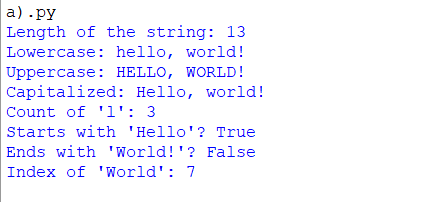 a).py
Length of the string: 13
Lowercase: hello, world!
Uppercase: HELLO, WORLD!
Capitalized: Hello, world!
Count of 'l': 3
Starts with 'Hello'? True
Ends with 'World!'? False
Index of 'World': 7